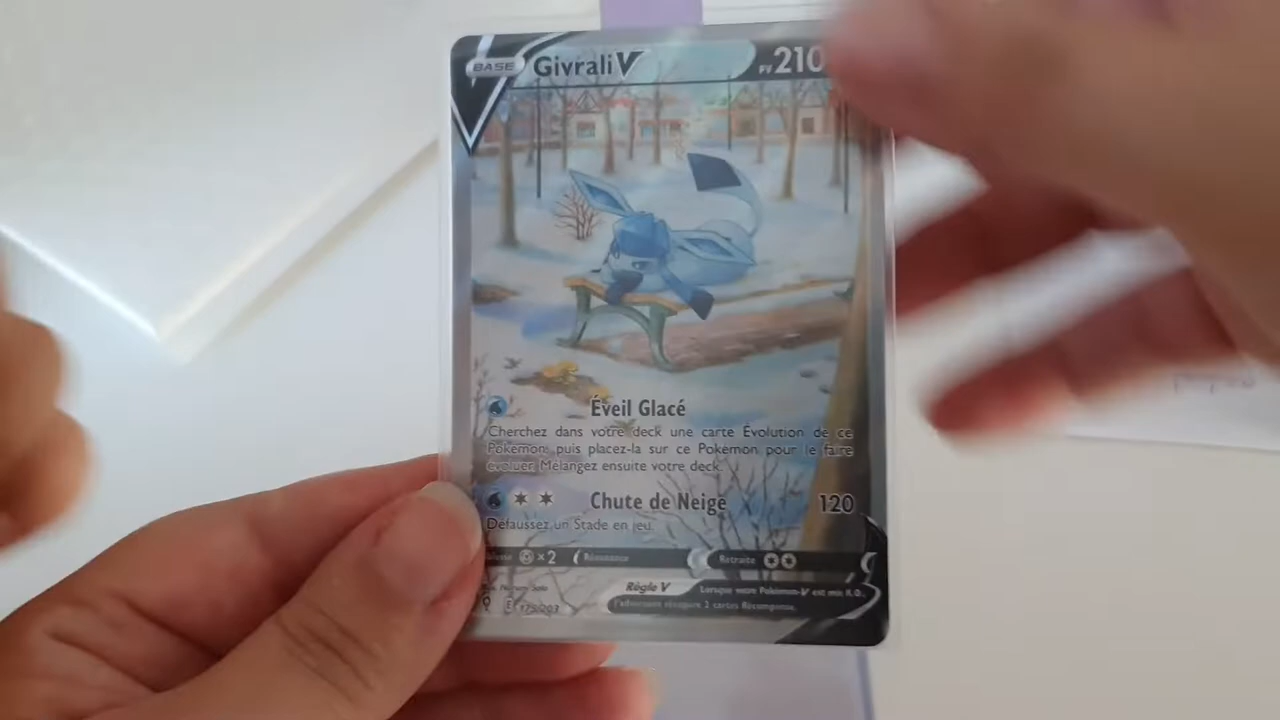 BASE Givrali V PV 210
Éveil Glacé
Cherchez dans votre deck une carte Évolution de ce
Pokémon, puis placez-la sur ce Pokémon pour le faire
évoluer. Mélangez ensuite votre deck.
Chute de Neige 120
Défaussez un Stade en jeu.
×2 Résistance Retraite
Règle V Lorsque votre Pokémon-V est mis K.O.,
l'adversaire récupère 2 cartes Récompense.
175/203